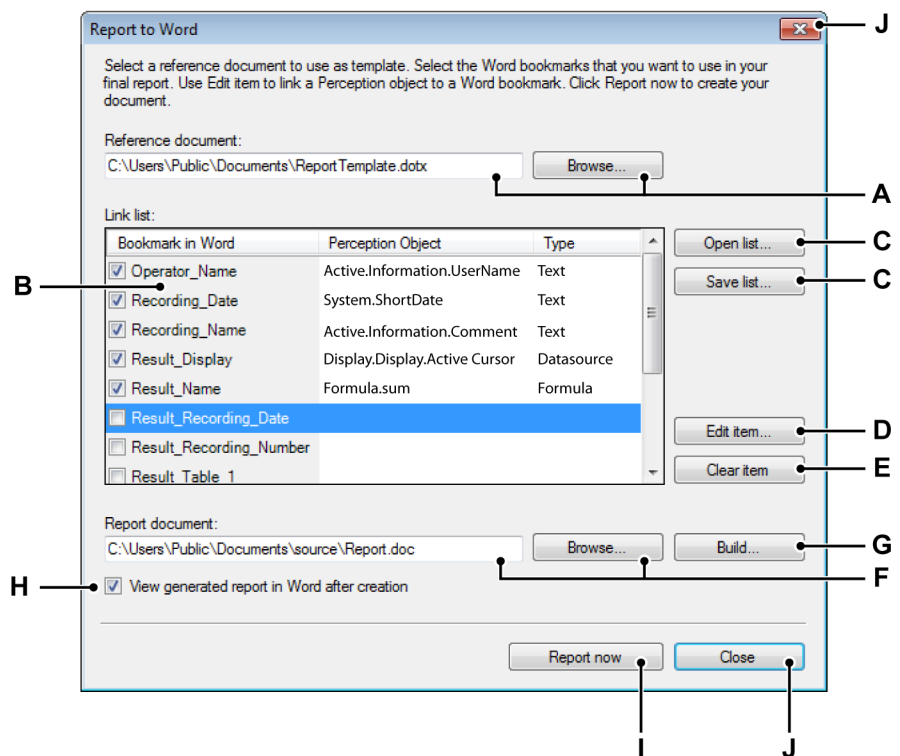 Report to Word
J
Select a reference document to use as template. Select the Word bookmarks that you want to use in your
final report. Use Edit item to link a Perception object to a Word bookmark. Click Report now to create your
document.
Reference document:
C:\Users\Public\Documents\ReportTemplate.dotx Browse...
A
Link list:
Bookmark in Word Perception Object Type Open list... C
Operator_Name Active.Information.UserName Text
B
Save list... C
Recording_Date System.ShortDate Text
Recording_Name Active.Information.Comment Text
Result_Display Display.Display.Active Cursor Datasource
Result_Name Formula.sum Formula
Result_Recording_Date
Edit item... D
Result_Recording_Number
Clear item E
Result_Table_1
Report document:
C:\Users\Public\Documents\source\Report.doc Browse... Build... G
F
H View generated report in Word after creation
Report now Close
I J